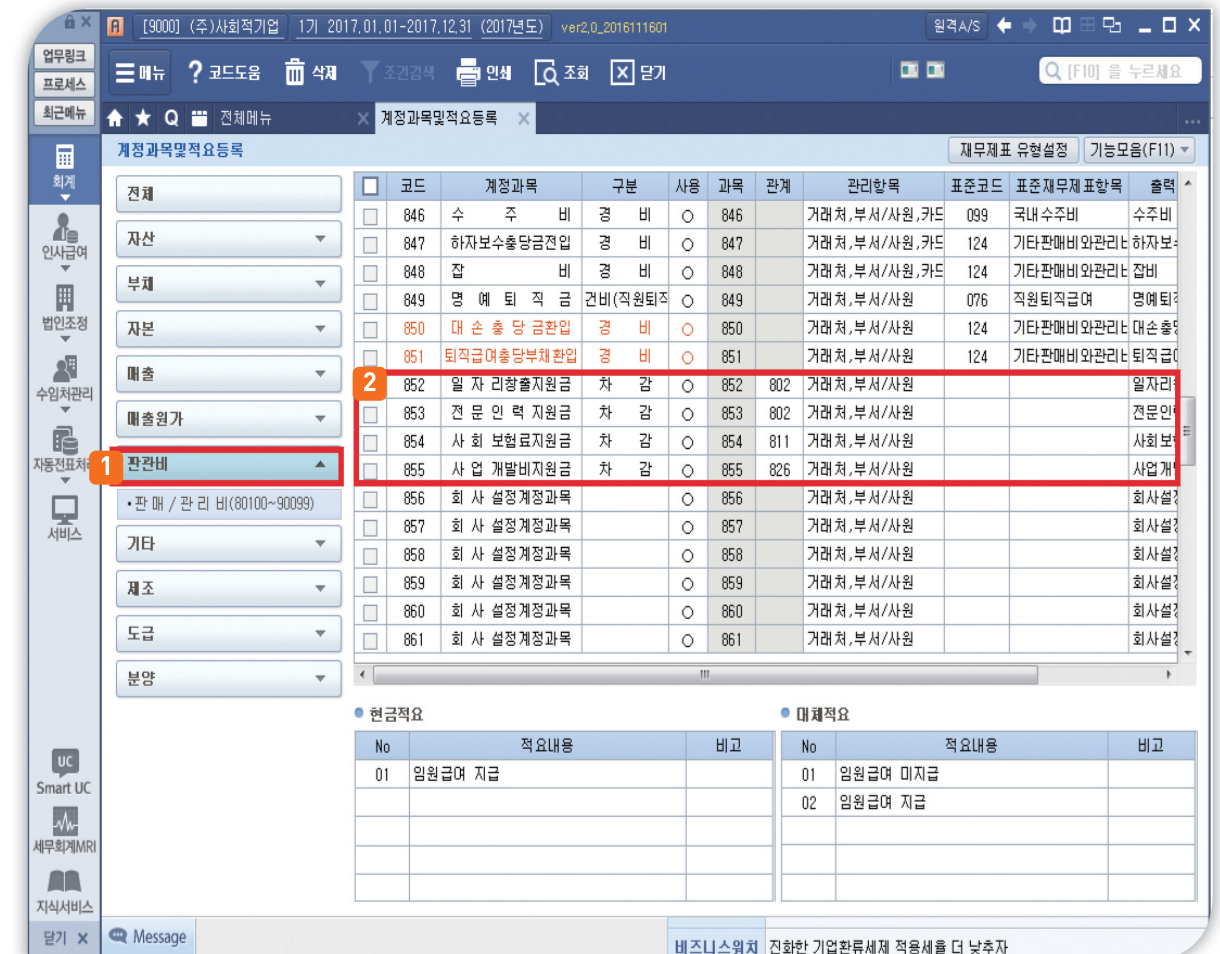 [9000] (주)사회적기업 1기 2017.01.01-2017.12.31 (2017년도) ver2.0_2016111601 원격A/S
업무링크
프로세스
최근메뉴
메뉴 ? 코드도움 삭제 조건검색 인쇄 조회 닫기 [F10] 을 누르세요
전체메뉴 계정과목및적요등록
계정과목및적요등록 재무제표 유형설정 기능모음(F11)
회계
인사급여
법인조정
수임처관리
자동전표처리
서비스
Smart UC
세무회계MRI
지식서비스
닫기 ×
전체
자산
부채
자본
매출
매출원가
1 판관비
•판 매 / 관 리 비(80100~90099)
기타
제조
도급
분양
코드 계정과목 구분 사용 과목 관계 관리항목 표준코드 표준재무제표항목 출력
846 수 주 비 경 비 ○ 846 거래처,부서/사원,카드 099 국내수주비 수주비
847 하자보수충당금전입 경 비 ○ 847 거래처,부서/사원,카드 124 기타판매비와관리비 하자보
848 잡 비 경 비 ○ 848 거래처,부서/사원,카드 124 기타판매비와관리비 잡비
849 명 예 퇴 직 금 건비(직원퇴직 ○ 849 거래처,부서/사원 076 직원퇴직급여 명예퇴직
850 대 손 충 당 금환입 경 비 ○ 850 거래처,부서/사원 124 기타판매비와관리비 대손충당
851 퇴직급여충당부채환입 경 비 ○ 851 거래처,부서/사원 124 기타판매비와관리비 퇴직급여
2
852 일 자 리창출지원금 차 감 ○ 852 802 거래처,부서/사원 일자리
853 전 문 인 력 지원금 차 감 ○ 853 802 거래처,부서/사원 전문인
854 사 회 보험료지원금 차 감 ○ 854 811 거래처,부서/사원 사회보험
855 사 업 개발비지원금 차 감 ○ 855 826 거래처,부서/사원 사업개발
856 회 사 설정계정과목 ○ 856 거래처,부서/사원 회사설정
857 회 사 설정계정과목 ○ 857 거래처,부서/사원 회사설정
858 회 사 설정계정과목 ○ 858 거래처,부서/사원 회사설정
859 회 사 설정계정과목 ○ 859 거래처,부서/사원 회사설정
860 회 사 설정계정과목 ○ 860 거래처,부서/사원 회사설정
861 회 사 설정계정과목 ○ 861 거래처,부서/사원 회사설정
현금적요
No 적요내용 비고
01 임원급여 지급
대체적요
No 적요내용 비고
01 임원급여 미지급
02 임원급여 지급
Message
비즈니스워치 진화한 기업환류세제 적용세율 더 낮추자